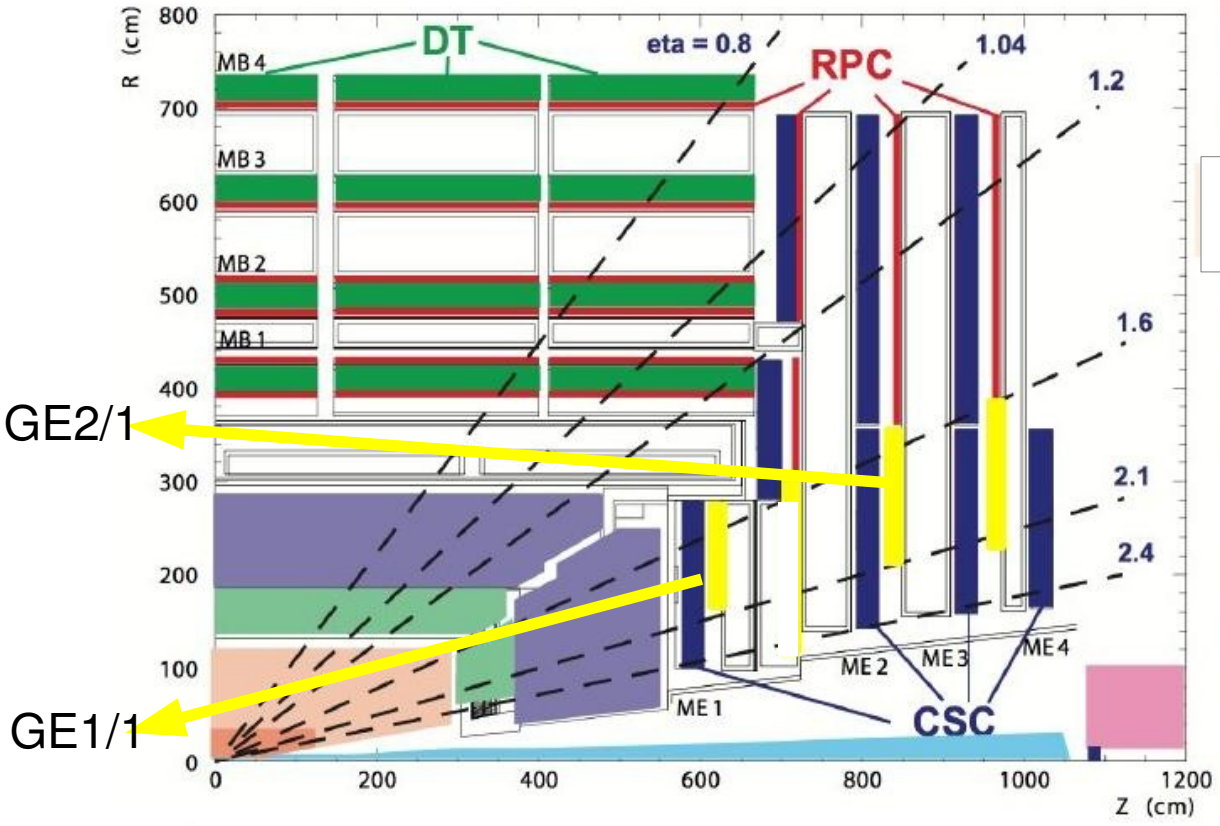 R (cm)
800
700
600
500
400
300
200
100
0
MB 4
MB 3
MB 2
MB 1
DT
eta = 0.8
RPC
1.04
1.2
1.6
2.1
2.4
GE2/1
GE1/1
ME 1
ME 2
ME 3
ME 4
CSC
0
200
400
600
800
1000
1200
Z (cm)